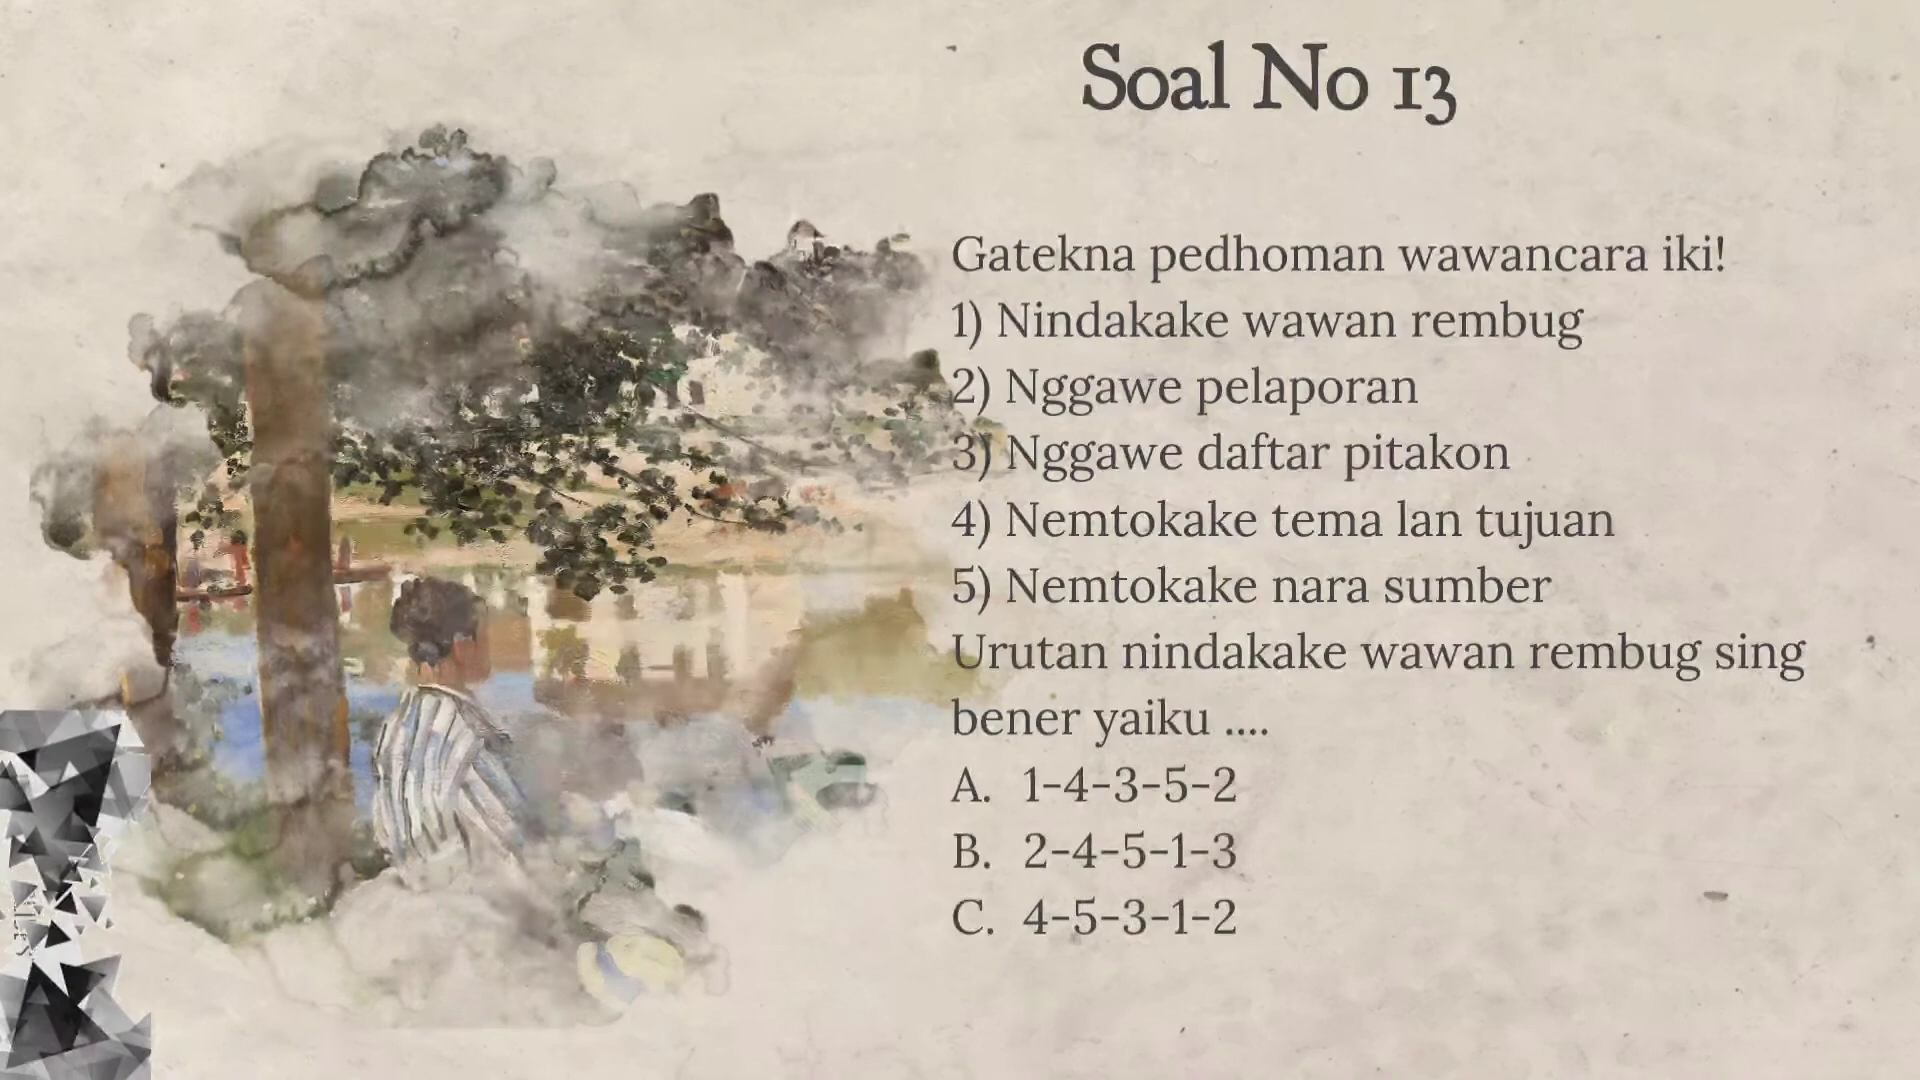 Soal No 13
Gatekna pedhoman wawancara iki!
1) Nindakake wawan rembug
2) Nggawe pelaporan
3) Nggawe daftar pitakon
4) Nemtokake tema lan tujuan
5) Nemtokake nara sumber
Urutan nindakake wawan rembug sing
bener yaiku ....
A. 1-4-3-5-2
B. 2-4-5-1-3
C. 4-5-3-1-2